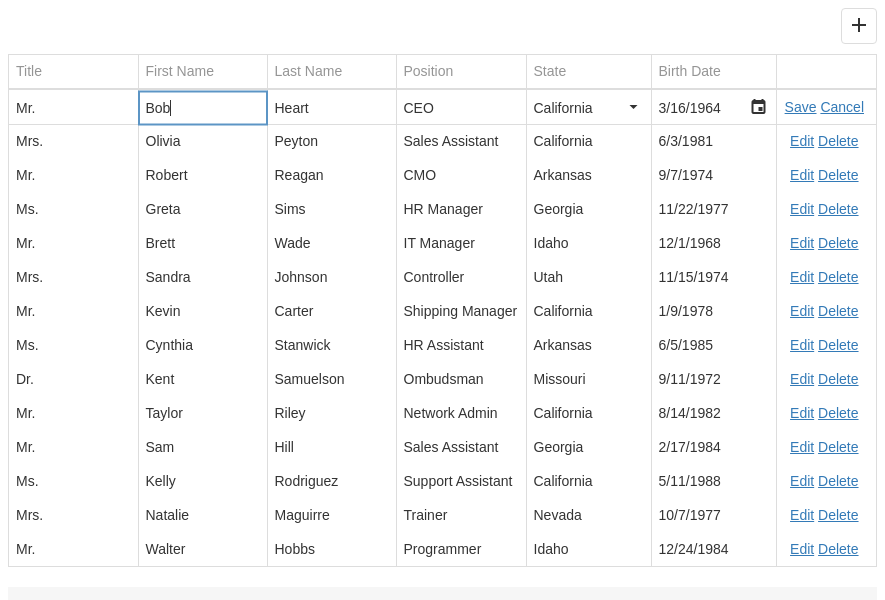 Title First Name Last Name Position State Birth Date
Mr. Bob Heart CEO California 3/16/1964 Save Cancel
Mrs. Olivia Peyton Sales Assistant California 6/3/1981 Edit Delete
Mr. Robert Reagan CMO Arkansas 9/7/1974 Edit Delete
Ms. Greta Sims HR Manager Georgia 11/22/1977 Edit Delete
Mr. Brett Wade IT Manager Idaho 12/1/1968 Edit Delete
Mrs. Sandra Johnson Controller Utah 11/15/1974 Edit Delete
Mr. Kevin Carter Shipping Manager California 1/9/1978 Edit Delete
Ms. Cynthia Stanwick HR Assistant Arkansas 6/5/1985 Edit Delete
Dr. Kent Samuelson Ombudsman Missouri 9/11/1972 Edit Delete
Mr. Taylor Riley Network Admin California 8/14/1982 Edit Delete
Mr. Sam Hill Sales Assistant Georgia 2/17/1984 Edit Delete
Ms. Kelly Rodriguez Support Assistant California 5/11/1988 Edit Delete
Mrs. Natalie Maguirre Trainer Nevada 10/7/1977 Edit Delete
Mr. Walter Hobbs Programmer Idaho 12/24/1984 Edit Delete